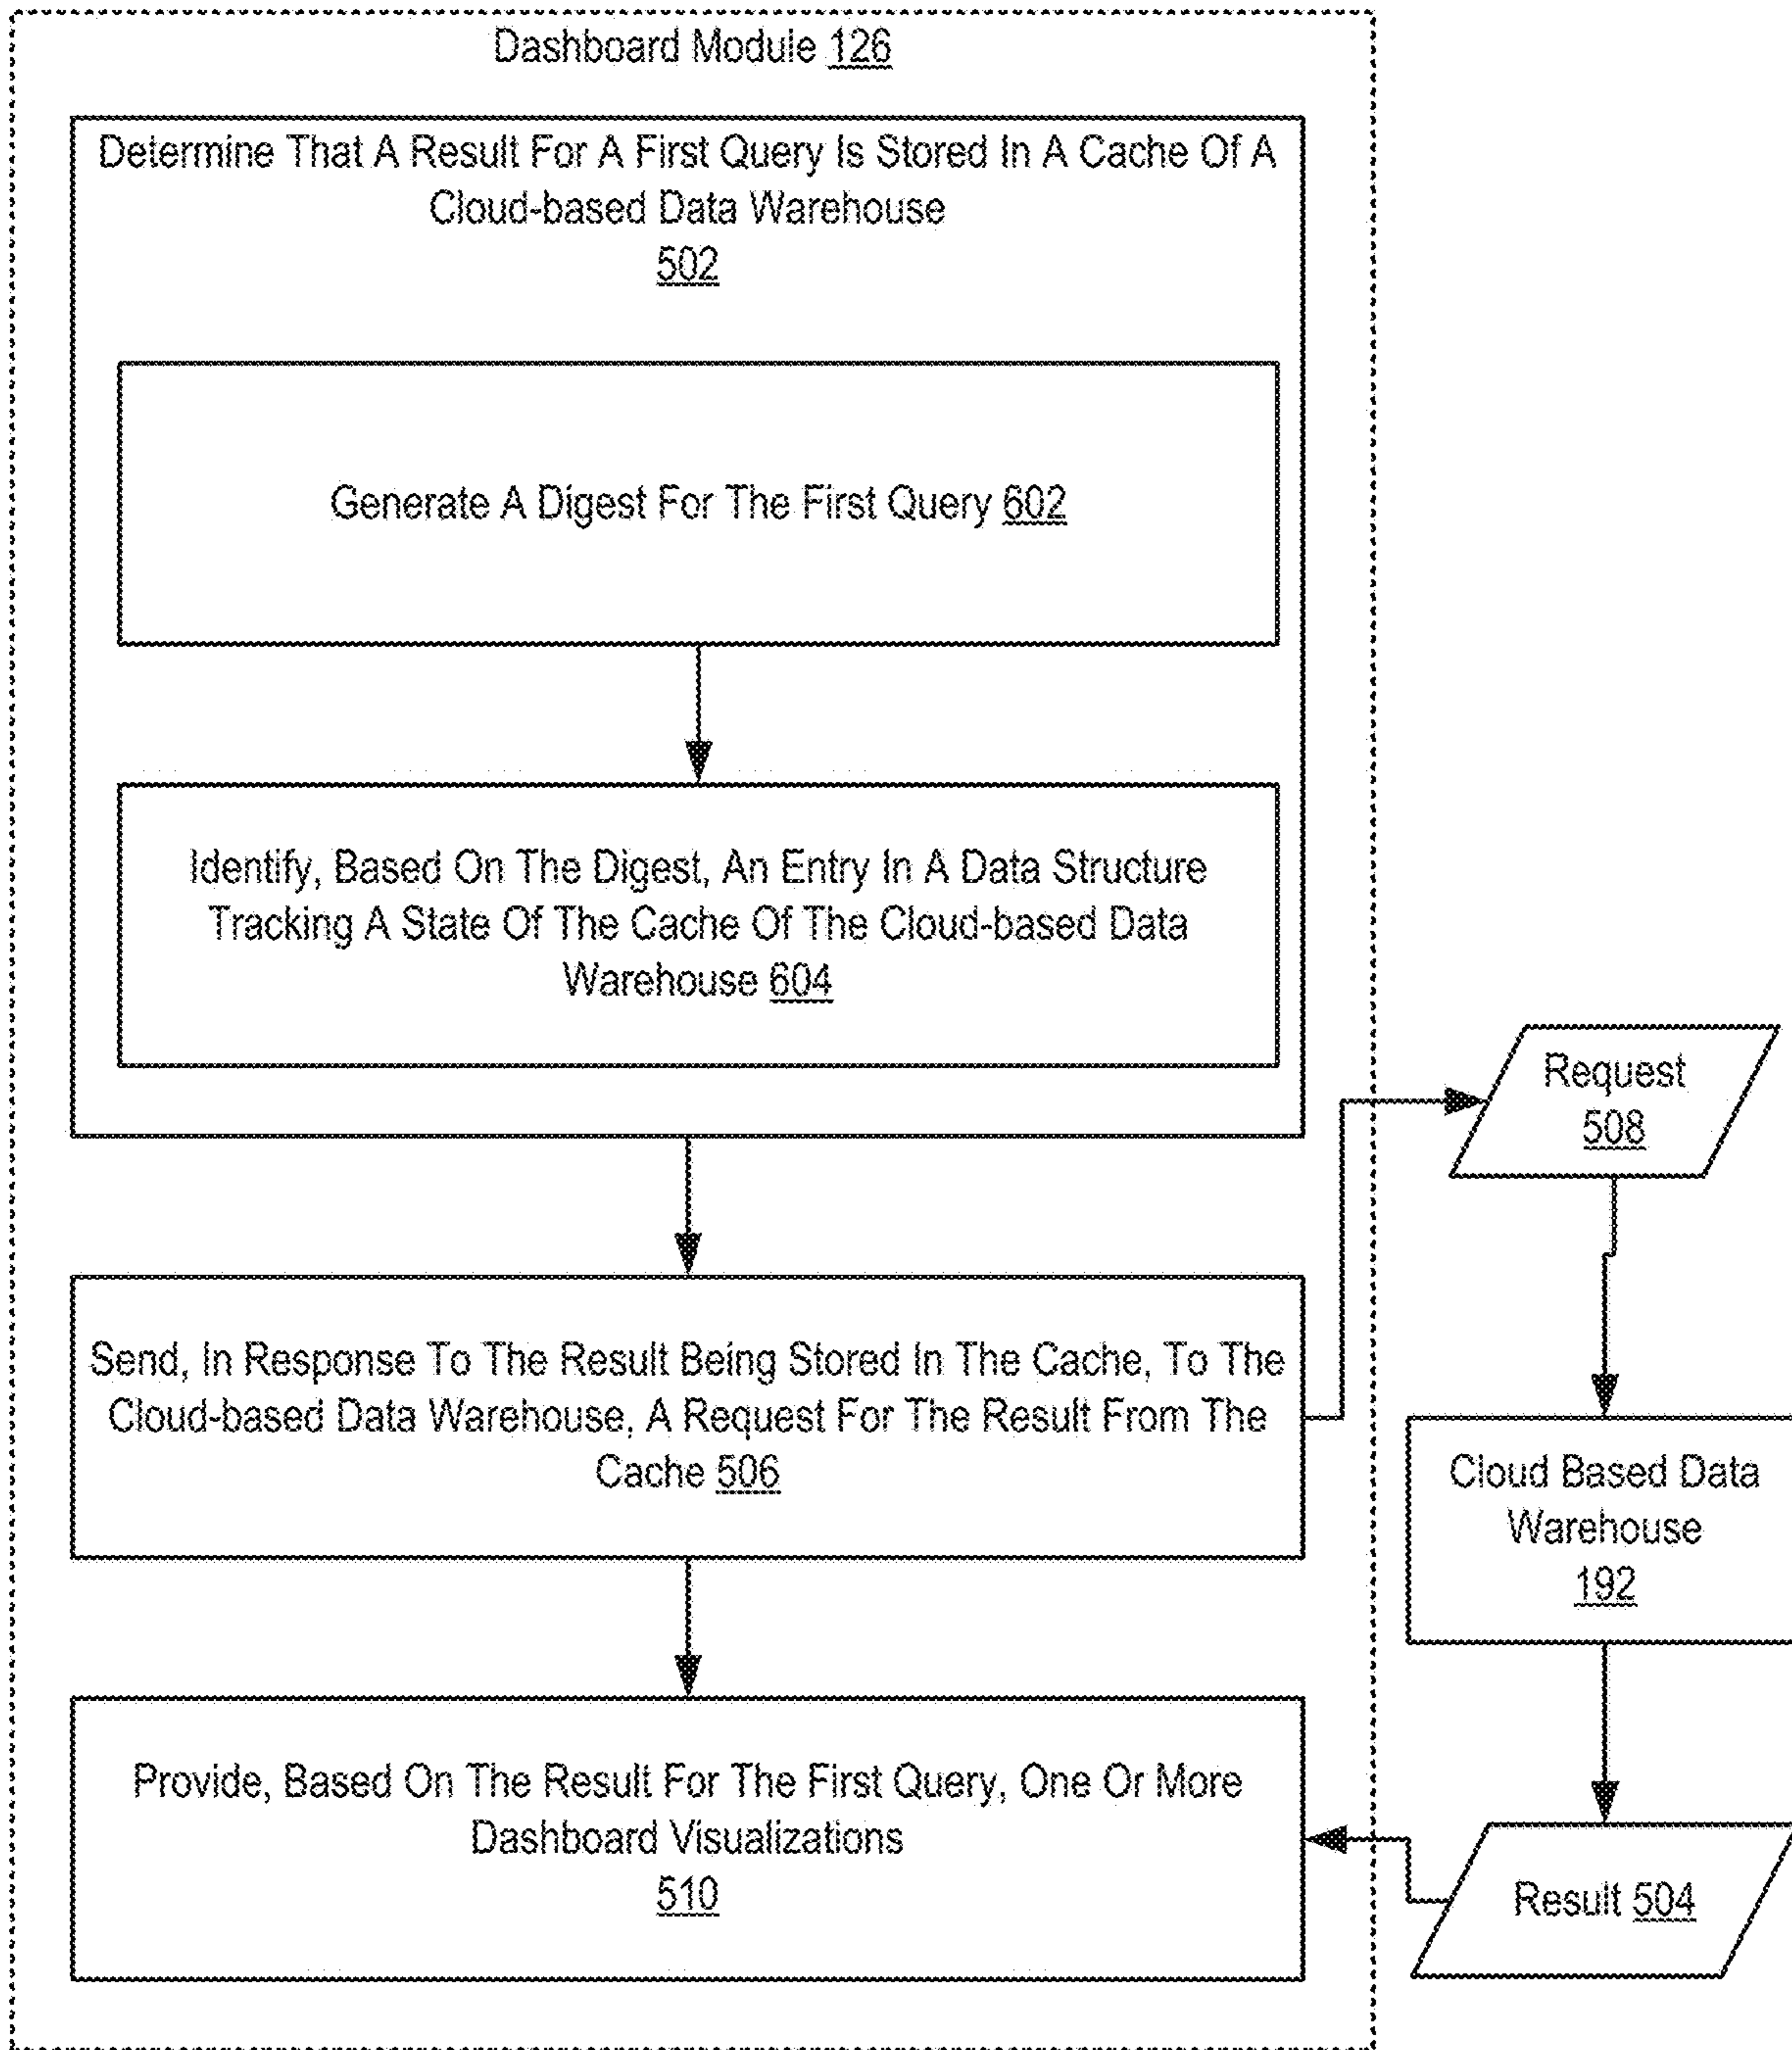 Dashboard Module 126
Determine That A Result For A First Query Is Stored In A Cache Of A
Cloud-based Data Warehouse
502
Generate A Digest For The First Query 602
Identify, Based On The Digest, An Entry In A Data Structure
Tracking A State Of The Cache Of The Cloud-based Data
Warehouse 604
Request
508
Send, In Response To The Result Being Stored In The Cache, To The
Cloud-based Data Warehouse, A Request For The Result From The
Cache 506
Cloud Based Data
Warehouse
192
Provide, Based On The Result For The First Query, One Or More
Dashboard Visualizations
510
Result 504